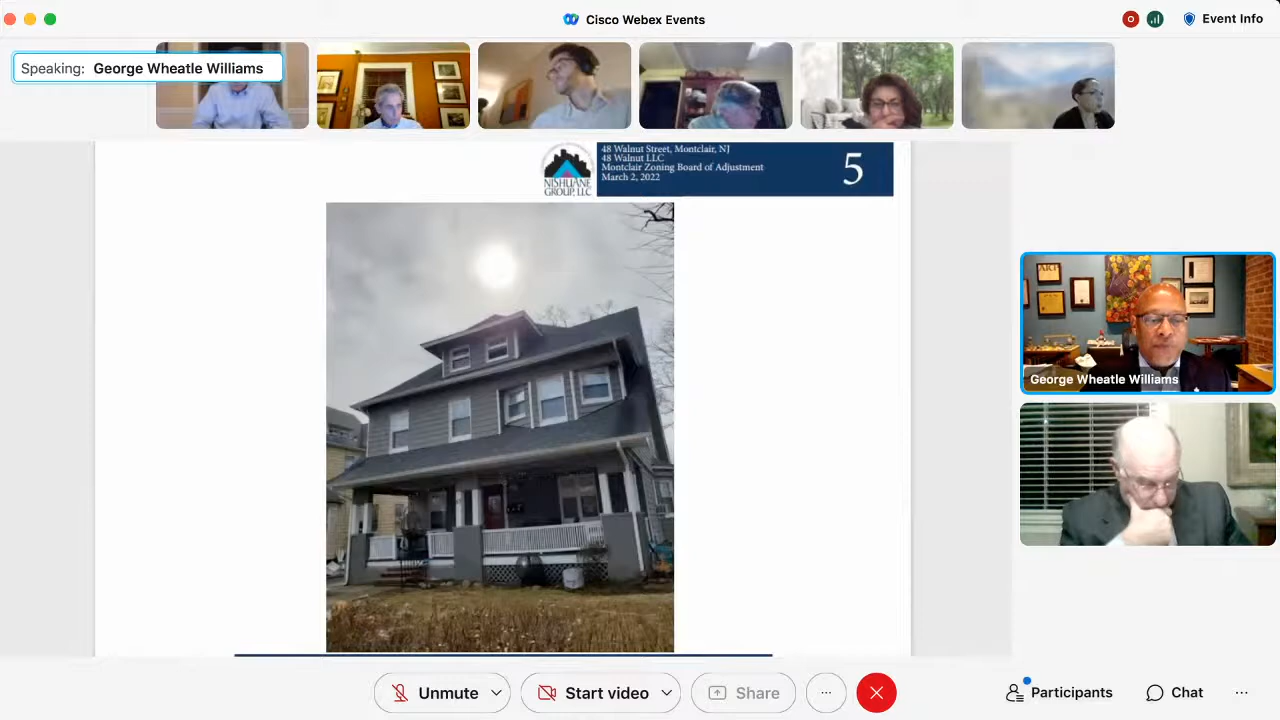 Cisco Webex Events
Event Info
Speaking: George Wheatle Williams
NISHUANE
GROUP, LLC
48 Walnut Street, Montclair, NJ
48 Walnut LLC
Montclair Zoning Board of Adjustment
March 2, 2022
5
George Wheatle Williams
Unmute
Start video
Share
Participants
Chat